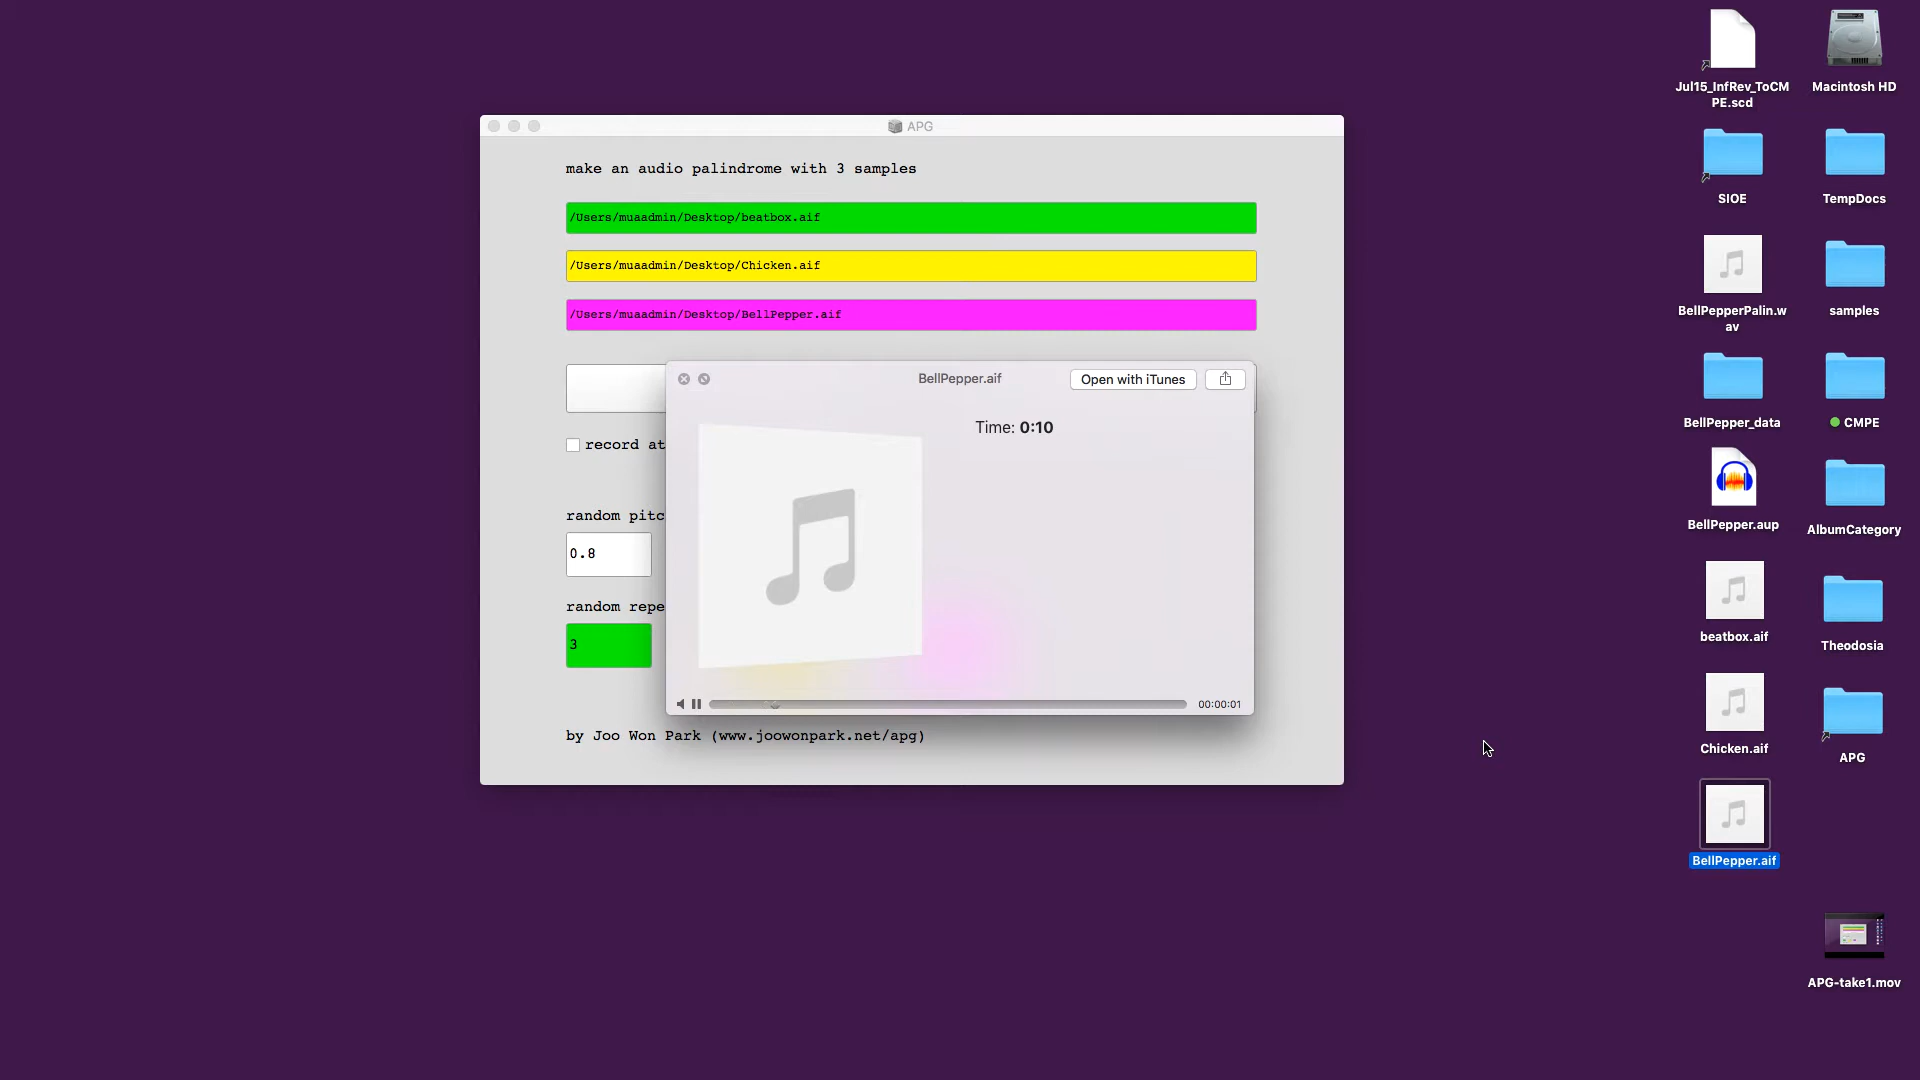 APG
make an audio palindrome with 3 samples
/Users/muaadmin/Desktop/beatbox.aif
/Users/muaadmin/Desktop/Chicken.aif
/Users/muaadmin/Desktop/BellPepper.aif
BellPepper.aif
Open with iTunes
Time: 0:10
record at
random pitc
0.8
random repe
3
00:00:01
by Joo Won Park (www.joowonpark.net/apg)
Jul15_InfRev_ToCM
PE.scd
Macintosh HD
SIOE
TempDocs
BellPepperPalin.w
av
samples
BellPepper_data
CMPE
BellPepper.aup
AlbumCategory
beatbox.aif
Theodosia
Chicken.aif
APG
BellPepper.aif
APG-take1.mov